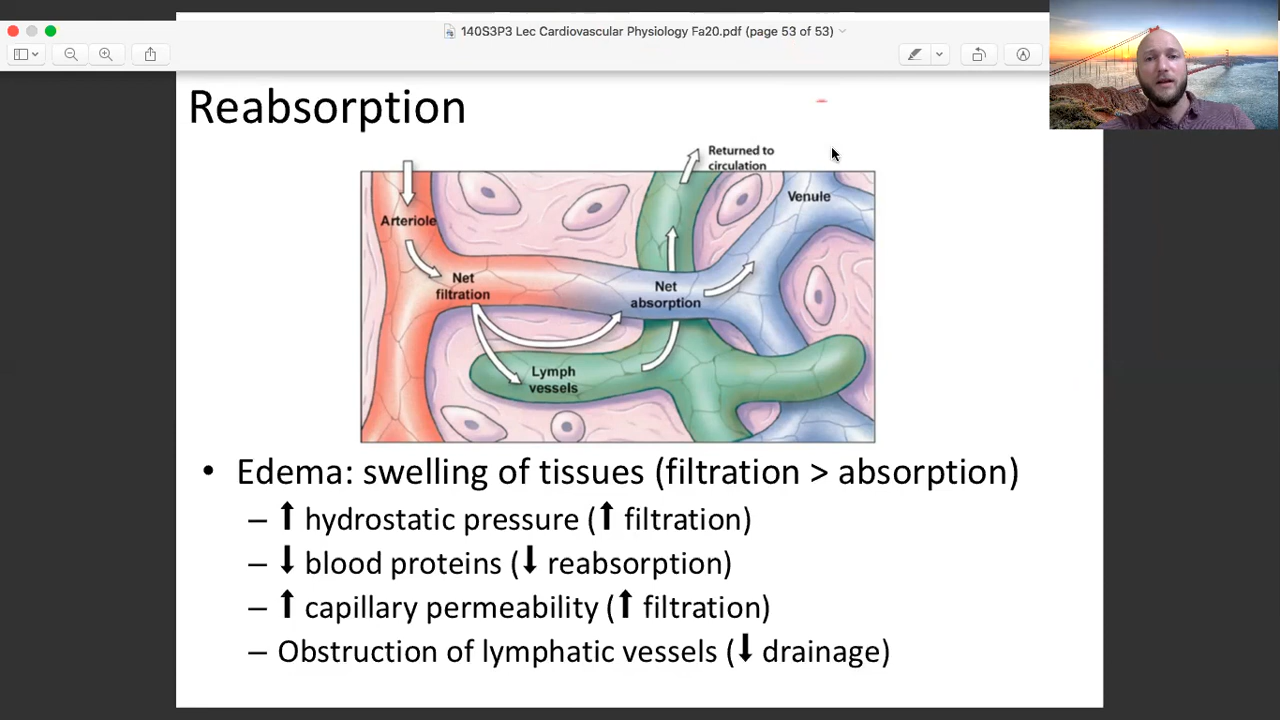 140S3P3 Lec Cardiovascular Physiology Fa20.pdf (page 53 of 53)
Reabsorption
Returned to
circulation
Venule
Arteriole
Net
filtration
Net
absorption
Lymph
vessels
• Edema: swelling of tissues (filtration > absorption)
– ⬆ hydrostatic pressure (⬆ filtration)
– ⬇ blood proteins (⬇ reabsorption)
– ⬆ capillary permeability (⬆ filtration)
– Obstruction of lymphatic vessels (⬇ drainage)